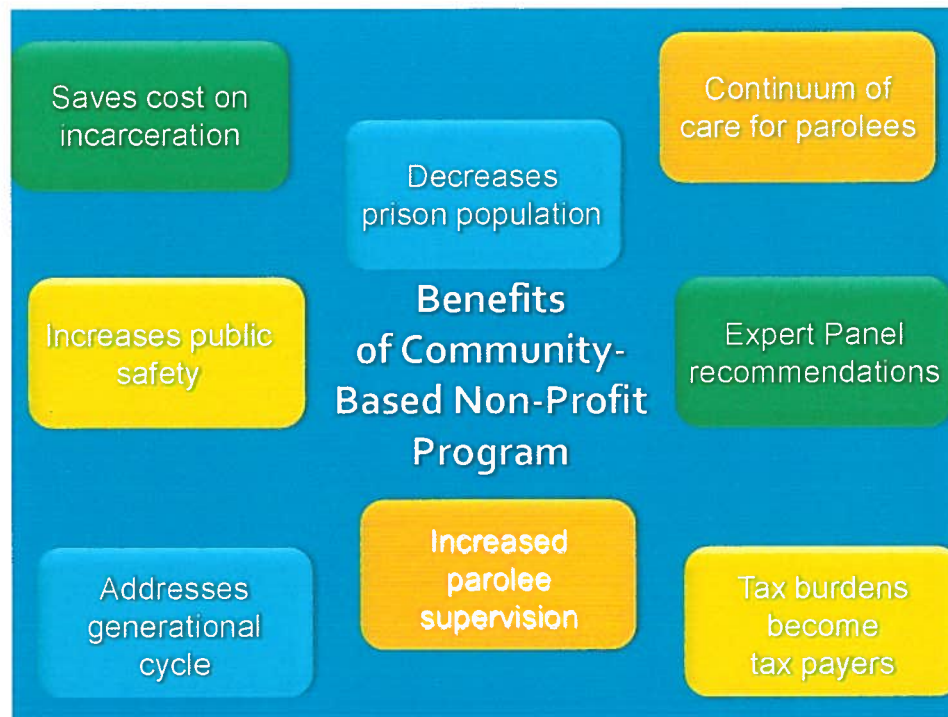 Saves cost on
incarceration
Decreases
prison population
Continuum of
care for parolees
Increases public
safety
Benefits
of Community-
Based Non-Profit
Program
Expert Panel
recommendations
Addresses
generational
cycle
Increased
parolee
supervision
Tax burdens
become
tax payers